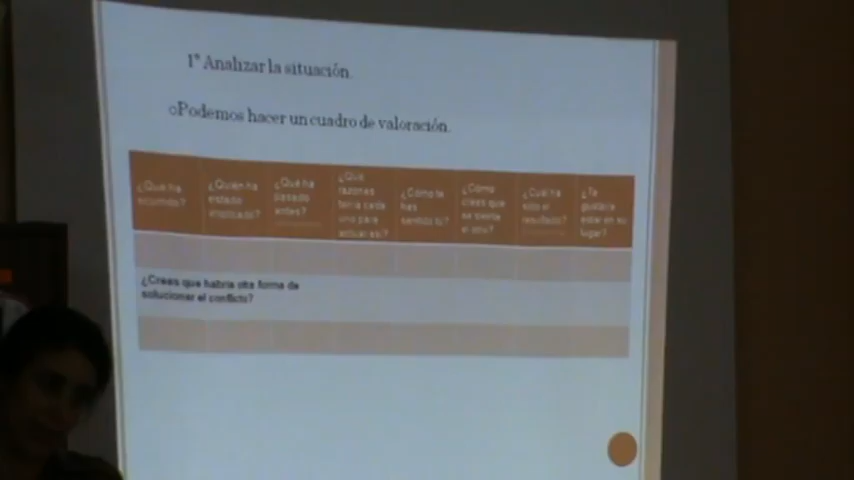 1º Analizar la situación.
oPodemos hacer un cuadro de valoración.
¿Qué ha
ocurrido?
¿Quién ha
estado
implicado?
¿Qué ha
pasado
antes?
¿Qué
razones
tenía cada
uno para
actuar así?
¿Cómo te
has
sentido tú?
¿Cómo
crees que
se siente
el otro?
¿Cuál ha
sido el
resultado?
¿Te
gustaría
estar en su
lugar?
¿Crees que habría otra forma de
solucionar el conflicto?